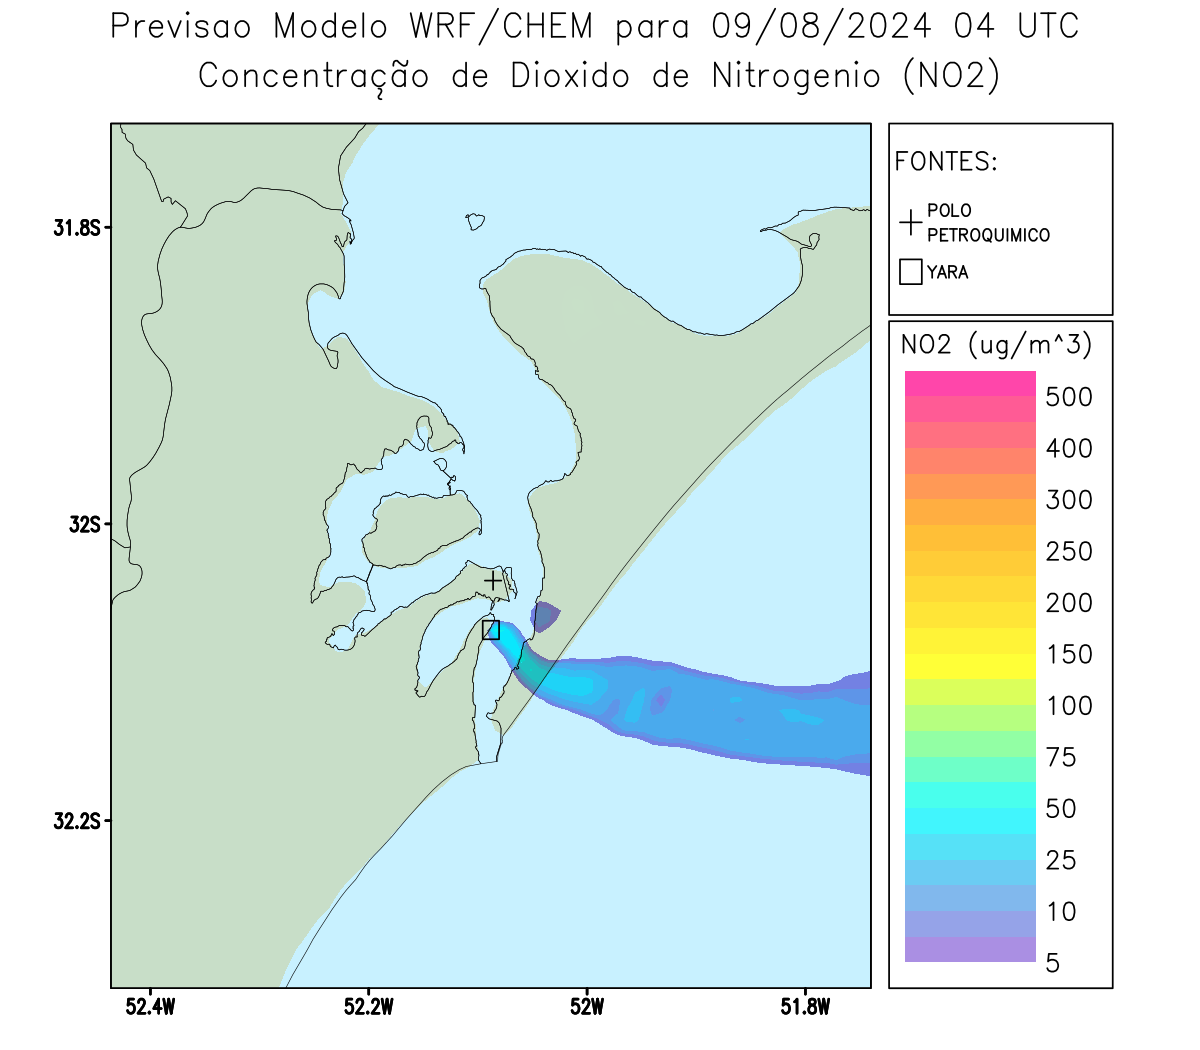 Previsao Modelo WRF/CHEM para 09/08/2024 04 UTC
Concentração de Dioxido de Nitrogenio (NO2)
FONTES:
POLO
PETROQUIMICO
YARA
NO2 (ug/m^3)
500
400
300
250
200
150
100
75
50
25
10
5
31.8S
32S
32.2S
52.4W
52.2W
52W
51.8W